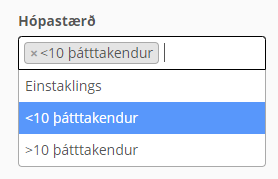 Hópastærð
×<10 þátttakendur
Einstaklings
<10 þátttakendur
>10 þátttakendur